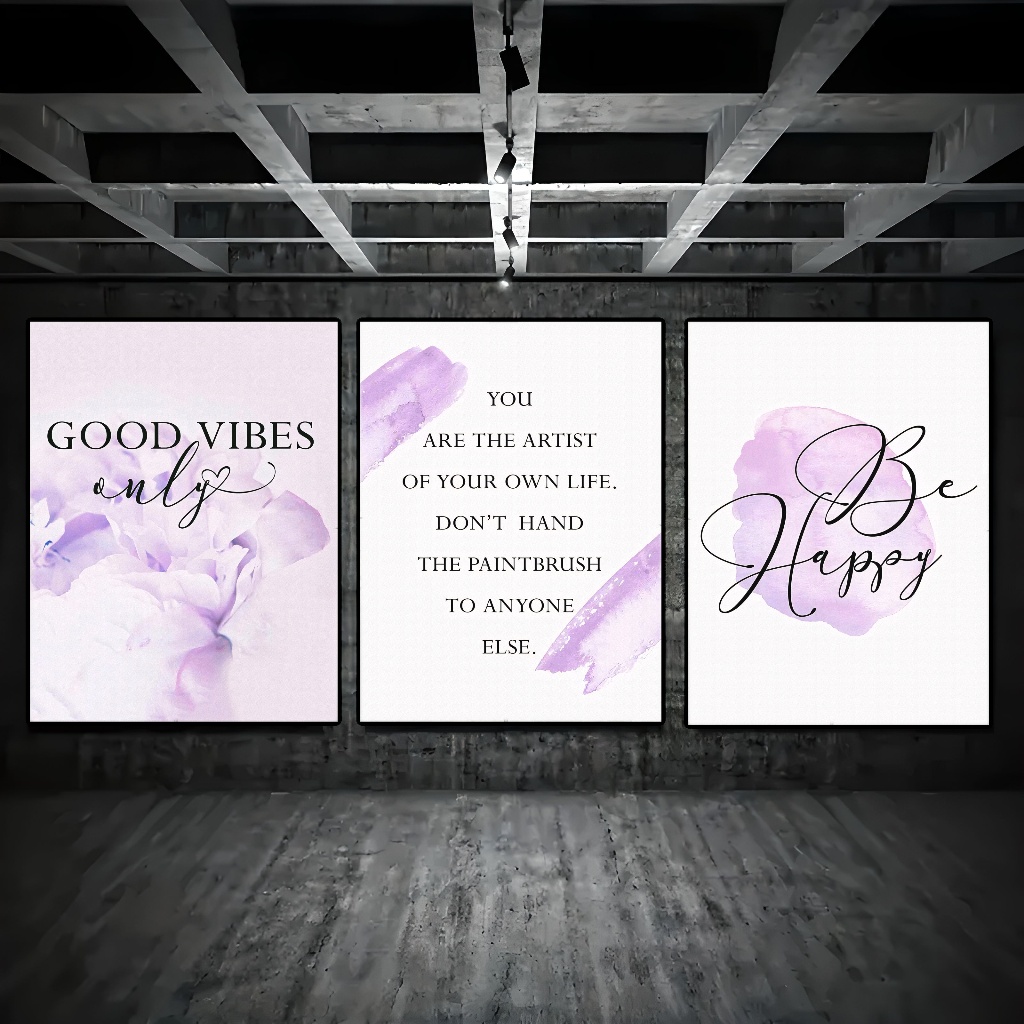 GOOD VIBES
only
YOU
ARE THE ARTIST
OF YOUR OWN LIFE.
DON'T HAND
THE PAINTBRUSH
TO ANYONE
ELSE.
Be
Happy